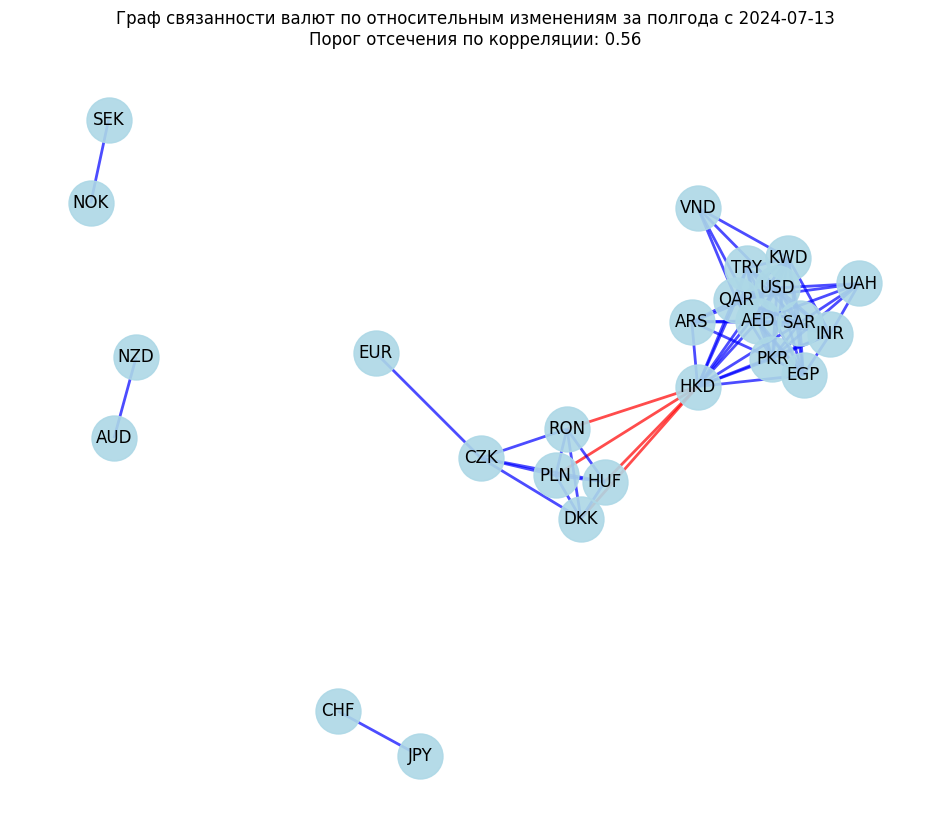 Граф связанности валют по относительным изменениям за полгода с 2024-07-13
Порог отсечения по корреляции: 0.56
SEK
NOK
VND
KWD
TRY
USD
UAH
QAR
AED
SAR
ARS
INR
NZD
EUR
PKR
EGP
HKD
AUD
RON
CZK
PLN
HUF
DKK
CHF
JPY